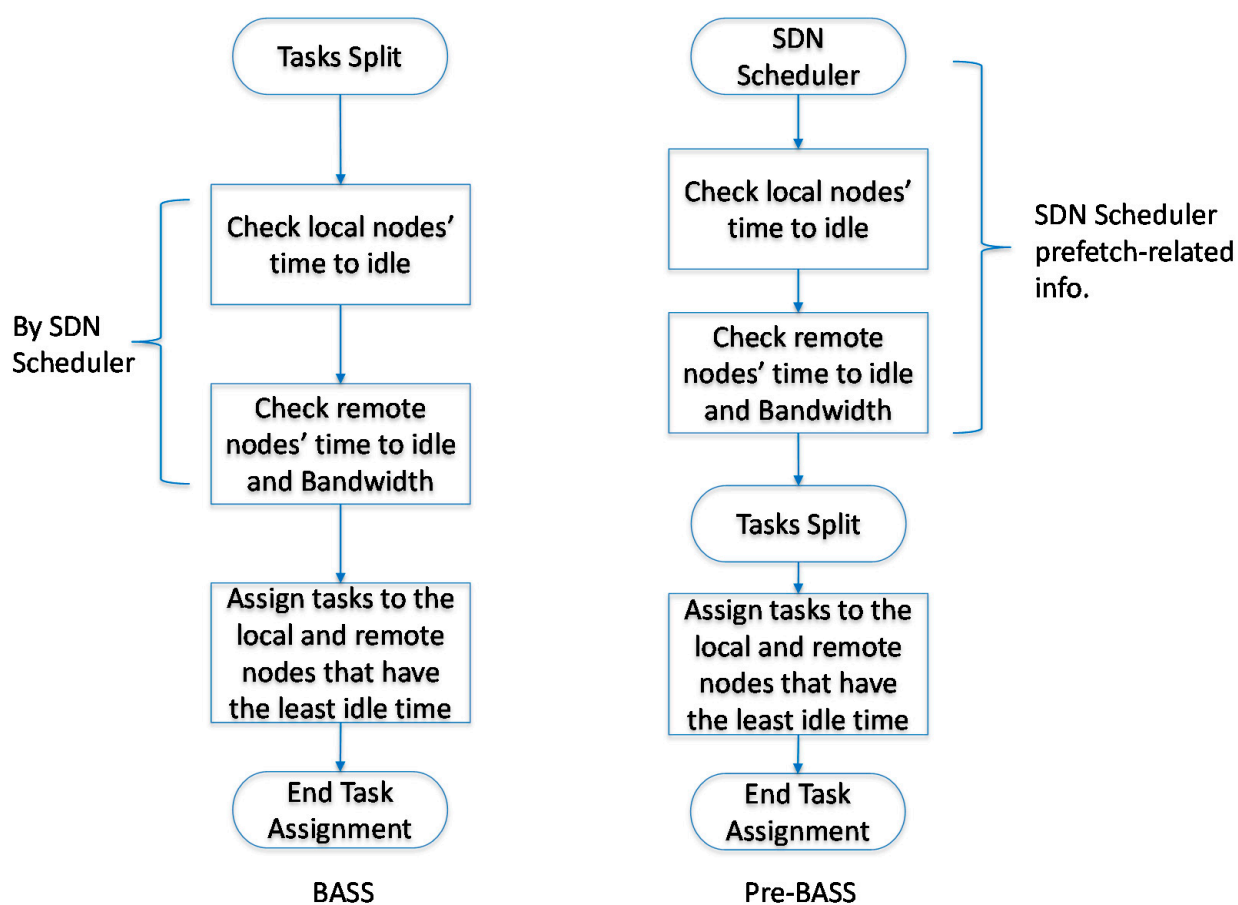 Tasks Split
Check local nodes’
time to idle
By SDN
Scheduler
Check remote
nodes’ time to idle
and Bandwidth
Assign tasks to the
local and remote
nodes that have
the least idle time
End Task
Assignment
BASS
SDN
Scheduler
Check local nodes’
time to idle
SDN Scheduler
prefetch-related
info.
Check remote
nodes’ time to idle
and Bandwidth
Tasks Split
Assign tasks to the
local and remote
nodes that have
the least idle time
End Task
Assignment
Pre-BASS